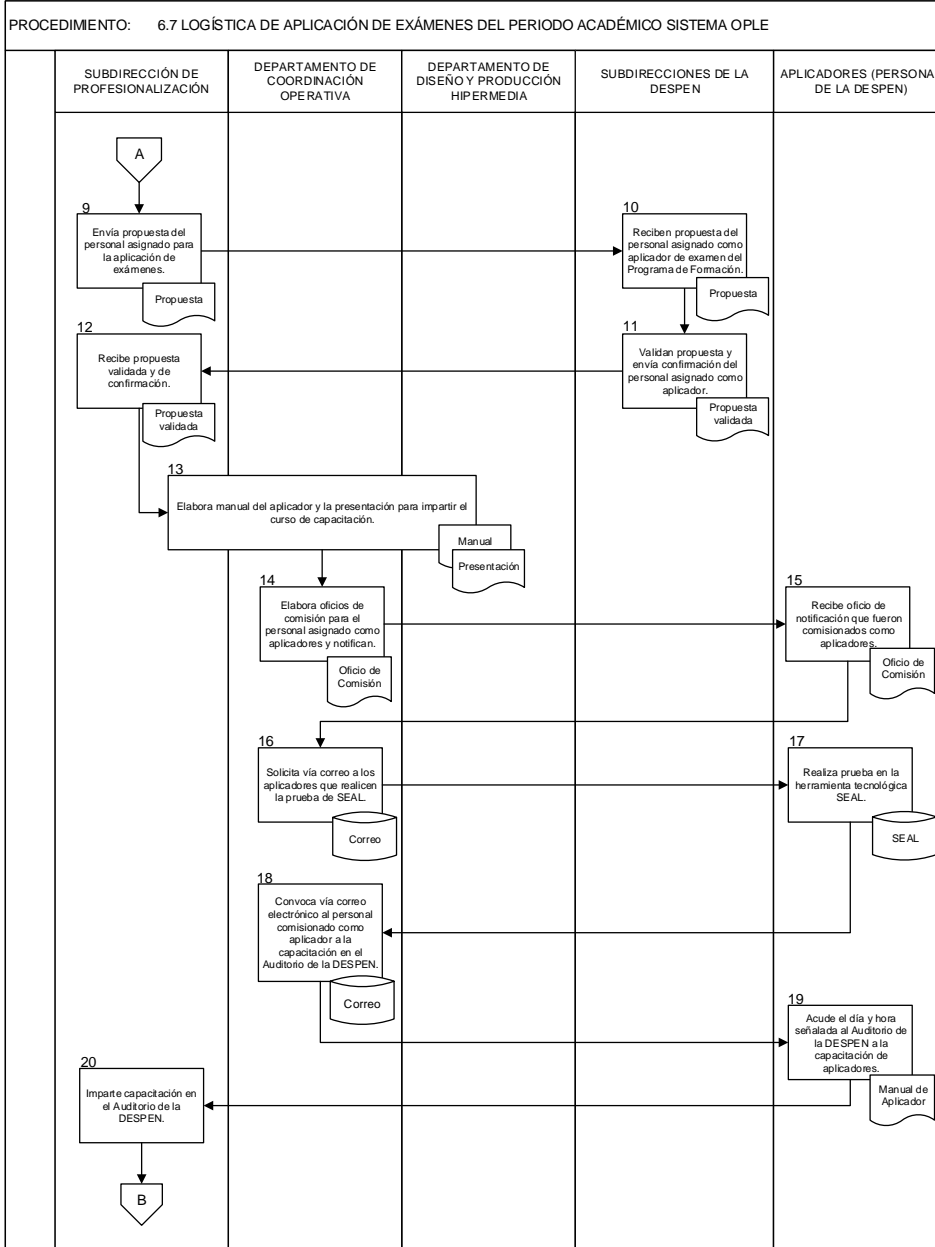 PROCEDIMIENTO: 6.7 LOGÍSTICA DE APLICACIÓN DE EXÁMENES DEL PERIODO ACADÉMICO SISTEMA OPLE
SUBDIRECCIÓN DE
PROFESIONALIZACIÓN
DEPARTAMENTO DE
COORDINACIÓN
OPERATIVA
DEPARTAMENTO DE
DISEÑO Y PRODUCCIÓN
HIPERMEDIA
SUBDIRECCIONES DE LA
DESPEN
APLICADORES (PERSONA
DE LA DESPEN)
A
9
Envía propuesta del
personal asignado para
la aplicación de
exámenes.
Propuesta
10
Reciben propuesta del
personal asignado como
aplicador de examen del
Programa de Formación.
Propuesta
11
Validan propuesta y
envía confirmación del
personal asignado como
aplicador.
Propuesta
validada
12
Recibe propuesta
validada y de
confirmación.
Propuesta
validada
13
Elabora manual del aplicador y la presentación para impartir el
curso de capacitación.
Manual
Presentación
14
Elabora oficios de
comisión para el
personal asignado como
aplicadores y notifican.
Oficio de
Comisión
15
Recibe oficio de
notificación que fueron
comisionados como
aplicadores.
Oficio de
Comisión
16
Solicita vía correo a los
aplicadores que realicen
la prueba de SEAL.
Correo
17
Realiza prueba en la
herramienta tecnológica
SEAL.
SEAL
18
Convoca vía correo
electrónico al personal
comisionado como
aplicador a la
capacitación en el
Auditorio de la DESPEN.
Correo
19
Acude el día y hora
señalada al Auditorio de
la DESPEN a la
capacitación de
aplicadores.
Manual de
Aplicador
20
Imparte capacitación en
el Auditorio de la
DESPEN.
B